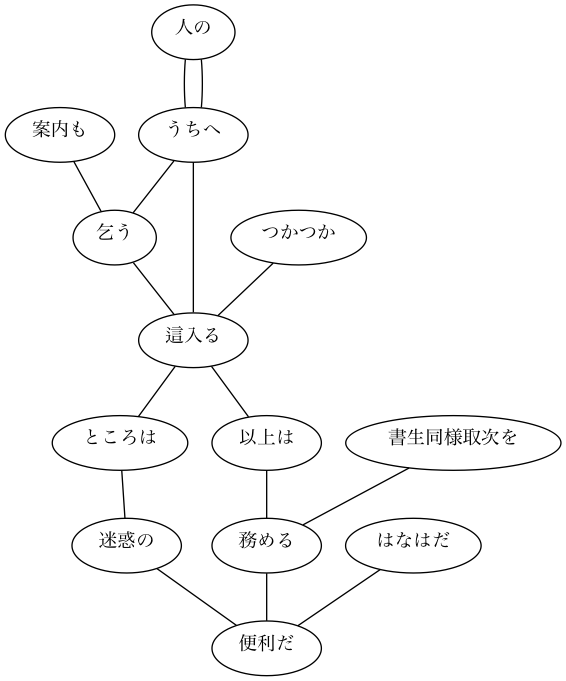 人の
案内も
うちへ
乞う
つかつか
這入る
ところは
以上は
書生同様取次を
迷惑の
務める
はなはだ
便利だ